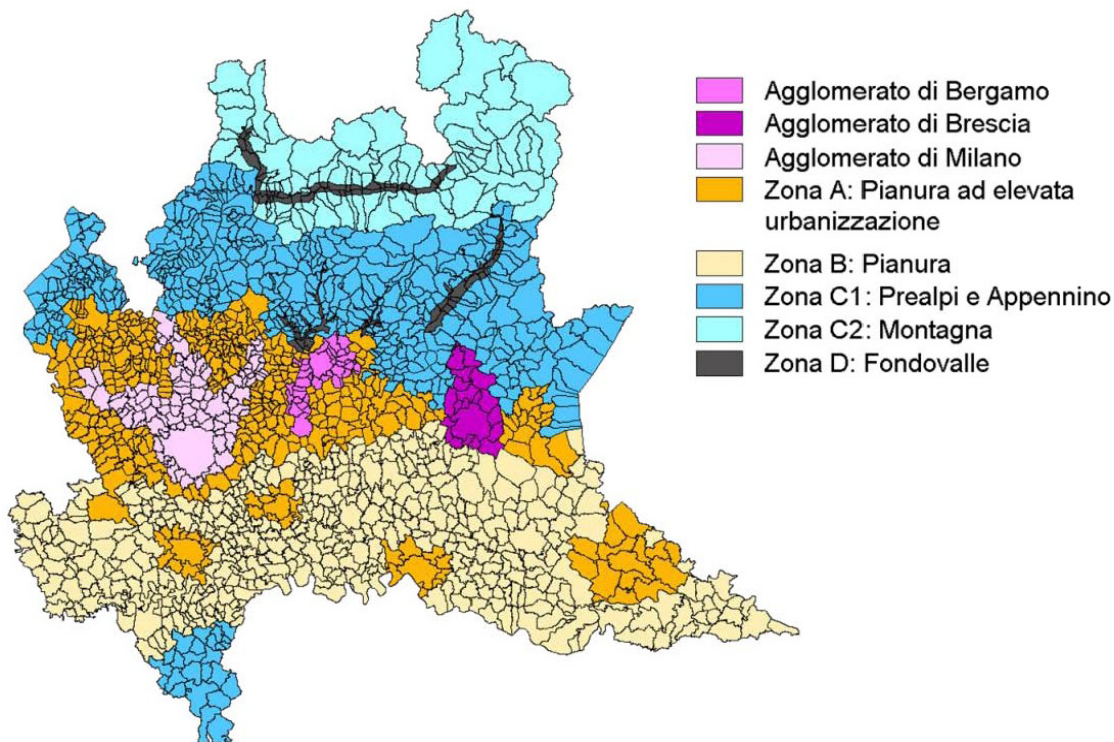 Agglomerato di Bergamo
Agglomerato di Brescia
Agglomerato di Milano
Zona A: Pianura ad elevata
urbanizzazione
Zona B: Pianura
Zona C1: Prealpi e Appennino
Zona C2: Montagna
Zona D: Fondovalle